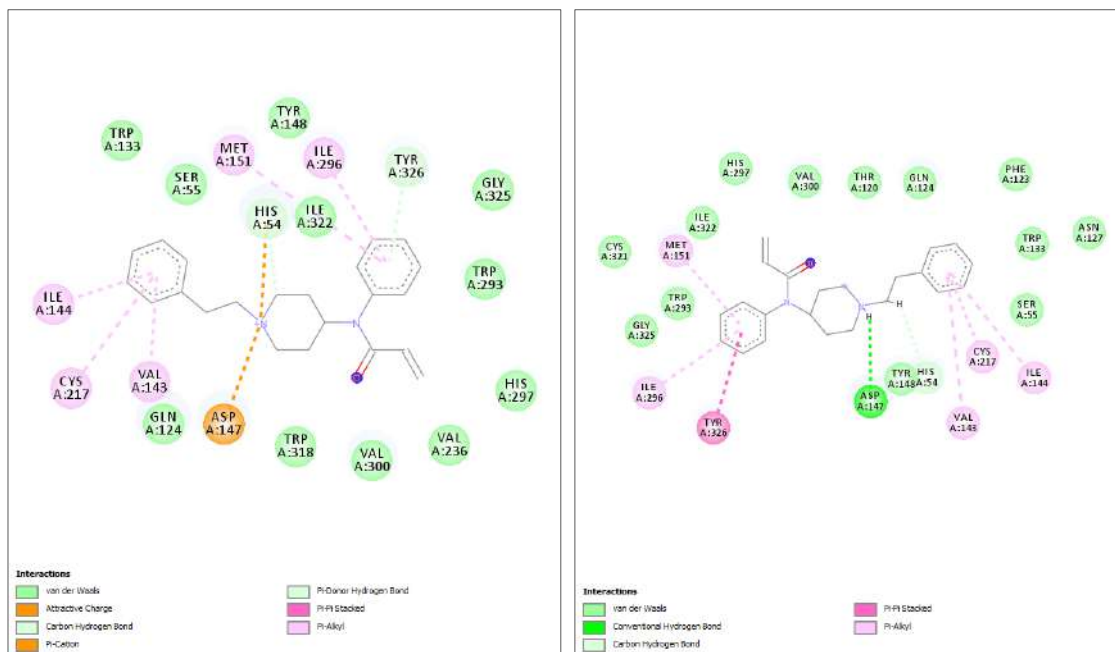 TYR
A:148
TRP
A:133
MET
A:151
ILE
A:296
TYR
A:326
SER
A:55
GLY
A:325
HIS
A:54
ILE
A:322
TRP
A:293
ILE
A:144
CYS
A:217
VAL
A:143
GLN
A:124
ASP
A:147
TRP
A:318
VAL
A:300
VAL
A:236
HIS
A:297
Interactions
van der Waals
Attractive Charge
Carbon Hydrogen Bond
Pi-Cation
Pi-Donor Hydrogen Bond
Pi-Pi Stacked
Pi-Alkyl
HIS
A:297
VAL
A:300
THR
A:120
GLN
A:124
PHE
A:123
ASN
A:127
ILE
A:322
CYS
A:321
MET
A:151
TRP
A:133
TRP
A:293
GLY
A:325
SER
A:55
N
N
H
H
ILE
A:296
TYR
A:326
ASP
A:147
TYR
A:148
HIS
A:54
CYS
A:217
ILE
A:144
VAL
A:143
Interactions
van der Waals
Conventional Hydrogen Bond
Carbon Hydrogen Bond
Pi-Pi Stacked
Pi-Alkyl